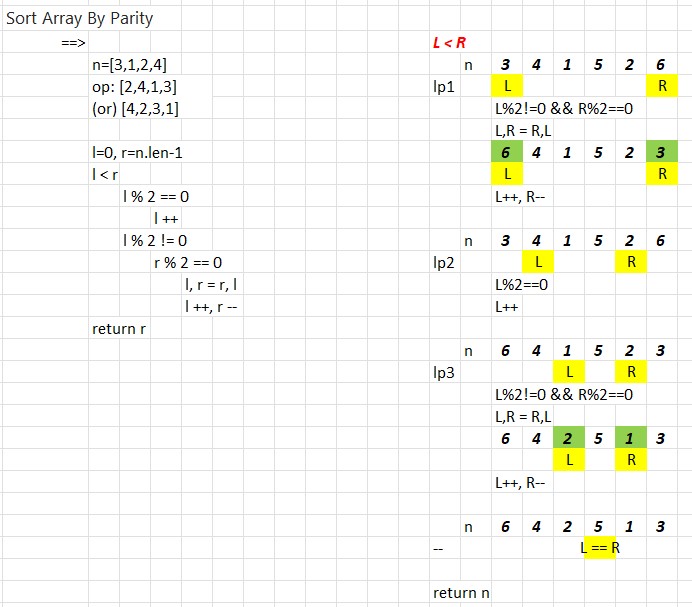 Sort Array By Parity
==>
n=[3,1,2,4]
op: [2,4,1,3]
(or) [4,2,3,1]
l=0, r=n.len-1
l < r
l % 2 == 0
l ++
l % 2 != 0
r % 2 == 0
l, r = r, l
l ++, r --
return r
L < R
n 3 4 1 5 2 6
lp1 L R
L%2!=0 && R%2==0
L,R = R,L
6 4 1 5 2 3
L R
L++, R--
n 3 4 1 5 2 6
lp2 L R
L%2==0
L++
n 6 4 1 5 2 3
lp3 L R
L%2!=0 && R%2==0
L,R = R,L
6 4 2 5 1 3
L R
L++, R--
n 6 4 2 5 1 3
-- L == R
return n